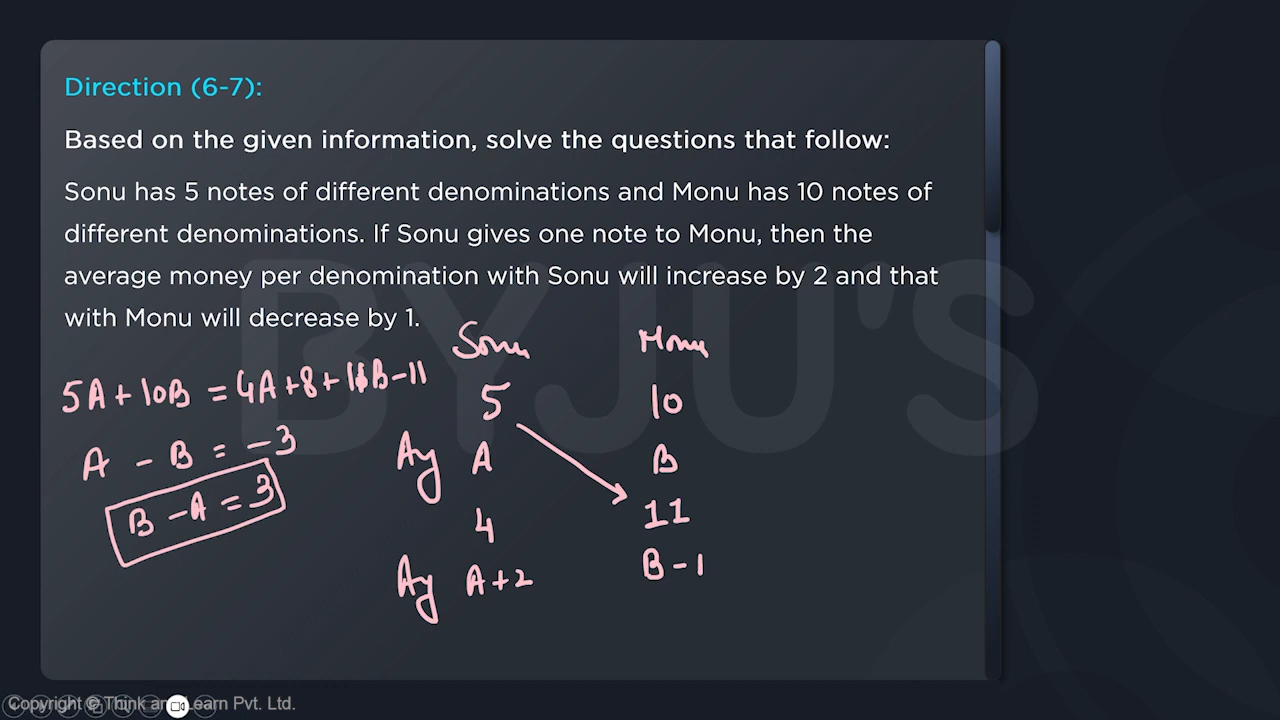 Direction (6-7):
Based on the given information, solve the questions that follow:
Sonu has 5 notes of different denominations and Monu has 10 notes of
different denominations. If Sonu gives one note to Monu, then the
average money per denomination with Sonu will increase by 2 and that
with Monu will decrease by 1.
BYJU'S
Sonu Monu
5A+10B = 4A+8+11B-11
5 10
A - B = -3
Ay A B
B - A = 3
4 11
Ay A+2 B-1
Copyright © Think and Learn Pvt. Ltd.